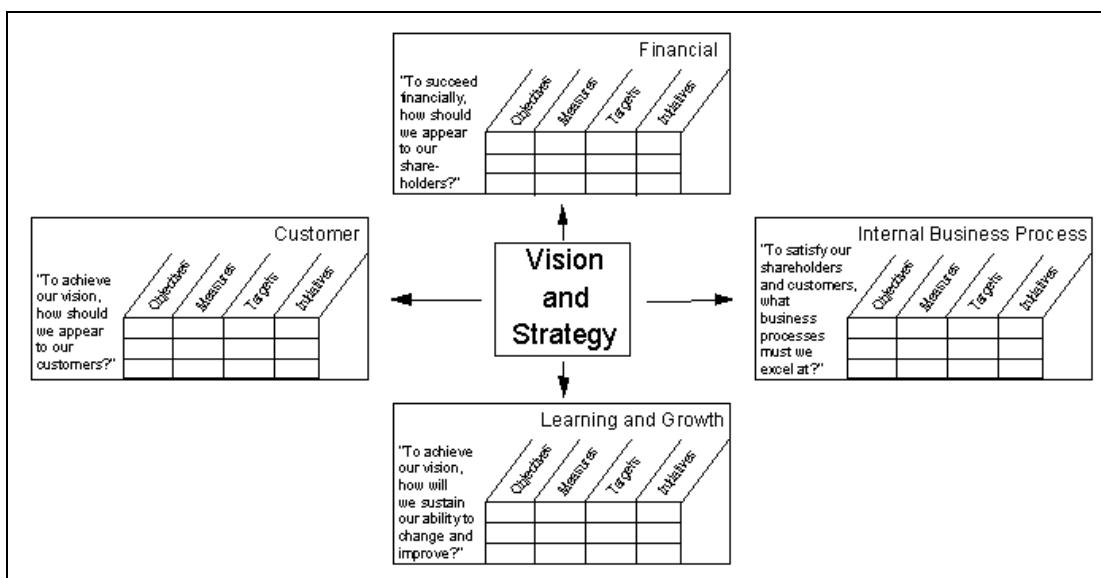 Financial
"To succeed
financially,
how should
we appear
to our
share-
holders?"
Objectives
Measures
Targets
Initiatives
Customer
"To achieve
our vision,
how should
we appear
to our
customers?"
Objectives
Measures
Targets
Initiatives
Vision
and
Strategy
Internal Business Process
"To satisfy our
shareholders
and customers,
what
business
processes
must we
excel at?"
Objectives
Measures
Targets
Initiatives
Learning and Growth
"To achieve
our vision,
how will
we sustain
our ability to
change and
improve?"
Objectives
Measures
Targets
Initiatives